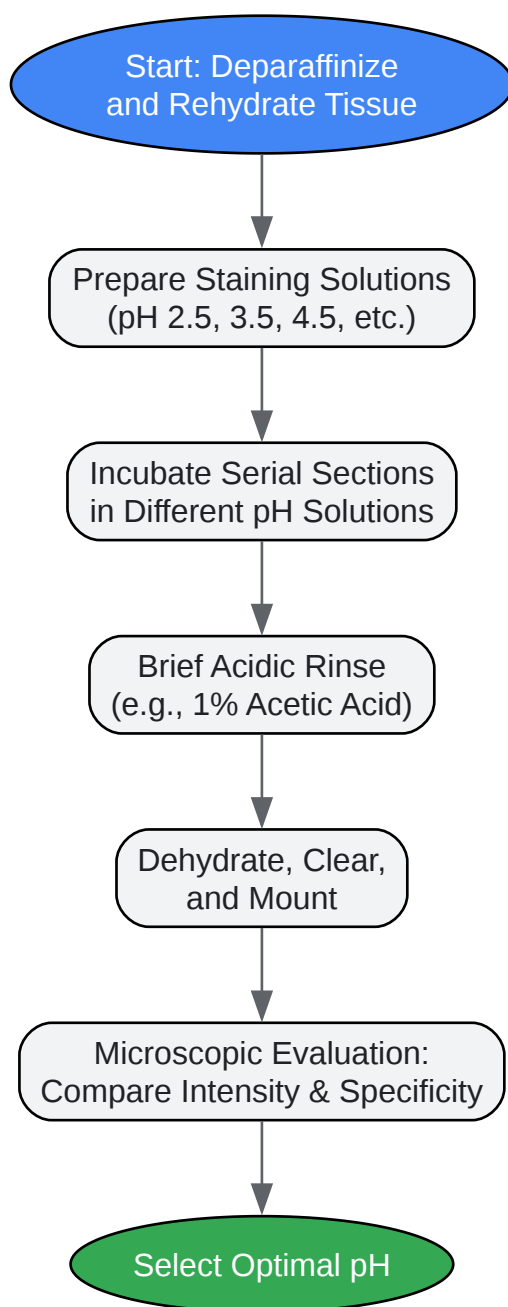 Start: Deparaffinize
and Rehydrate Tissue
Prepare Staining Solutions
(pH 2.5, 3.5, 4.5, etc.)
Incubate Serial Sections
in Different pH Solutions
Brief Acidic Rinse
(e.g., 1% Acetic Acid)
Dehydrate, Clear,
and Mount
Microscopic Evaluation:
Compare Intensity & Specificity
Select Optimal pH